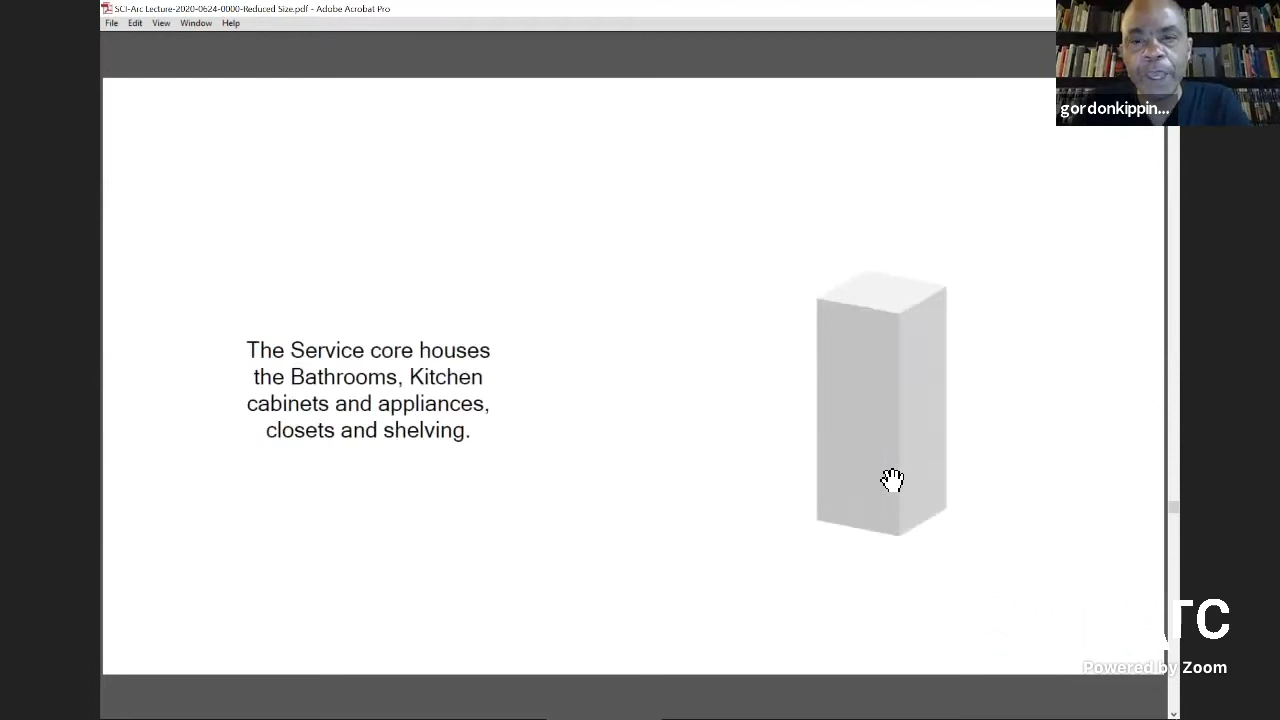 SCI-Arc Lecture-2020-0624-0000-Reduced Size.pdf - Adobe Acrobat Pro
File Edit View Window Help
gordonkippin...
The Service core houses
the Bathrooms, Kitchen
cabinets and appliances,
closets and shelving.
Powered by Zoom